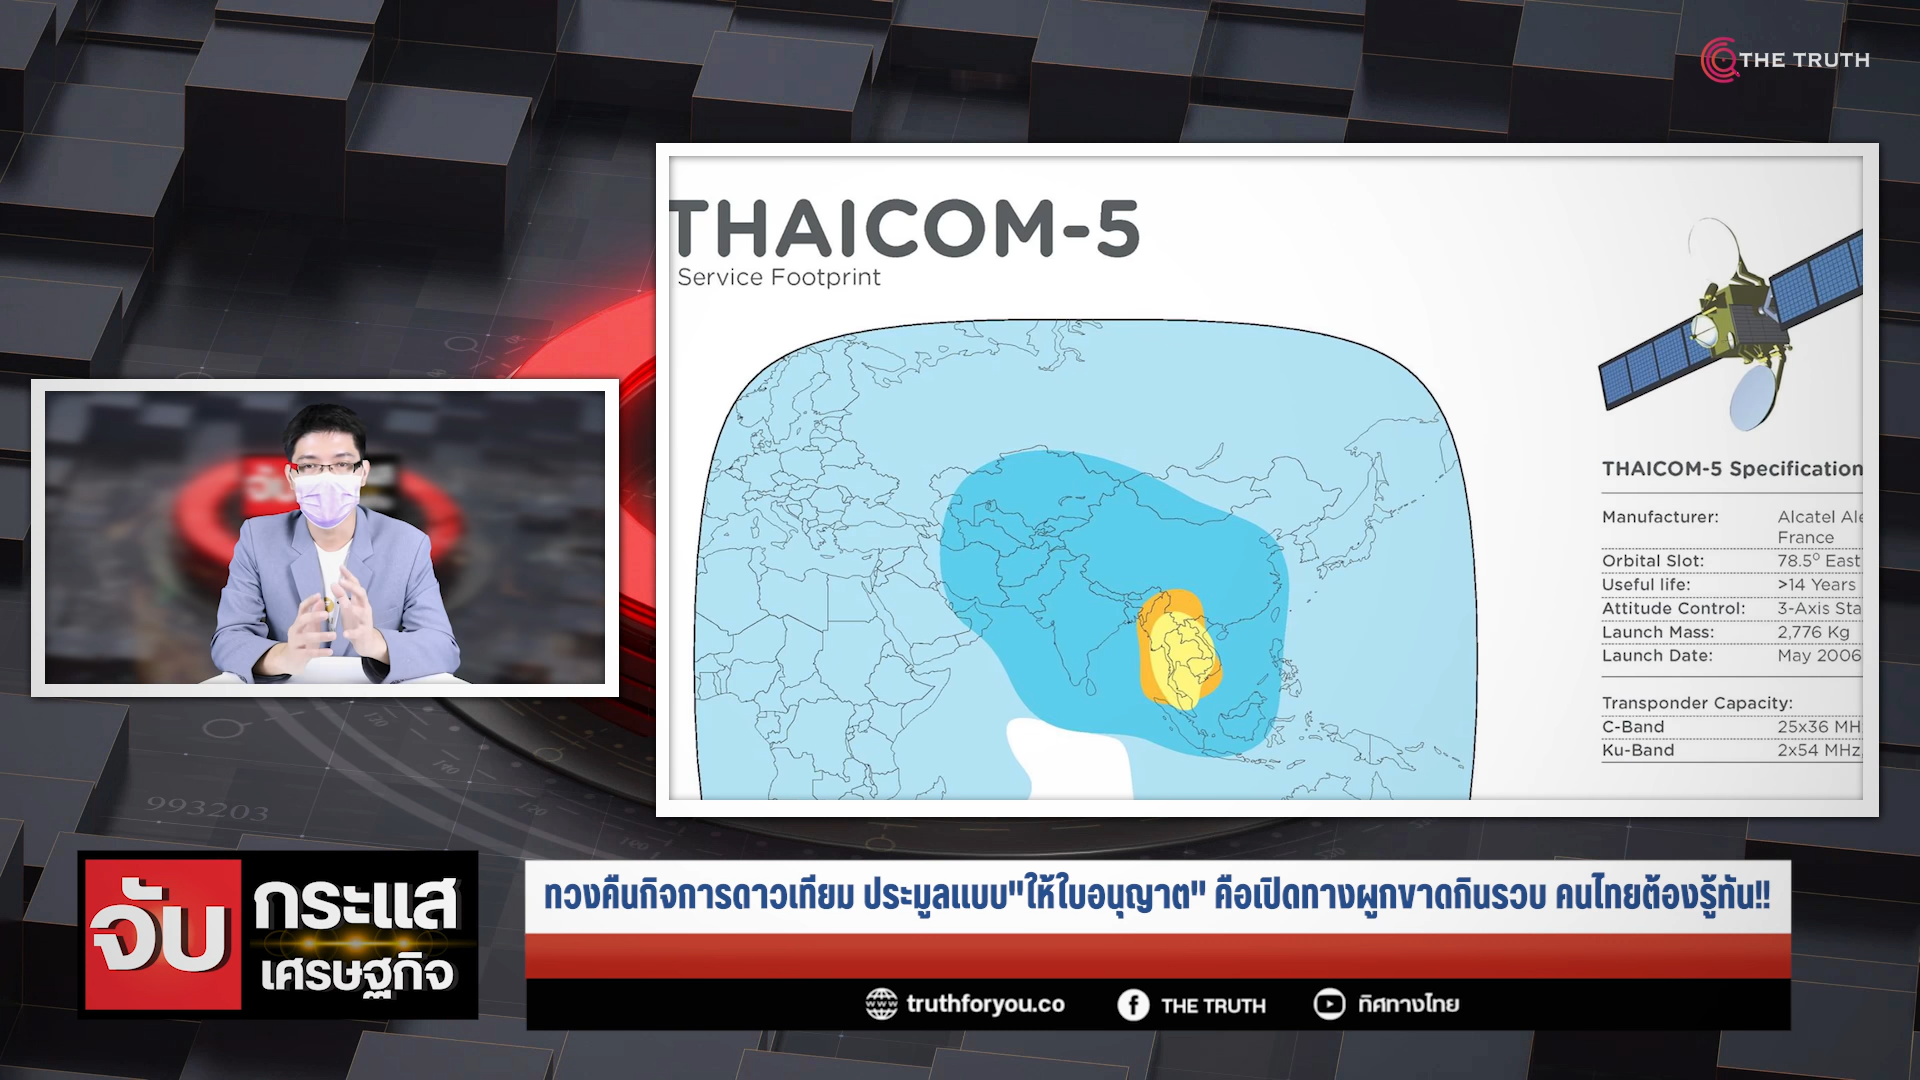 THE TRUTH
THAICOM-5
Service Footprint
THAICOM-5 Specification
Manufacturer: Alcatel Ale
France
Orbital Slot: 78.5° East
Useful life: >14 Years
Attitude Control: 3-Axis Sta
Launch Mass: 2,776 Kg
Launch Date: May 2006
Transponder Capacity:
C-Band 25x36 MH
Ku-Band 2x54 MHz
993203
130
140
120
จับ
กระแส
เศรษฐกิจ
ทวงคืนกิจการดาวเทียม ประมูลแบบ"ให้ใบอนุญาต" คือเปิดทางผูกขาดกินรวบ คนไทยต้องรู้ทัน!!
www truthforyou.co THE TRUTH ทิศทางไทย